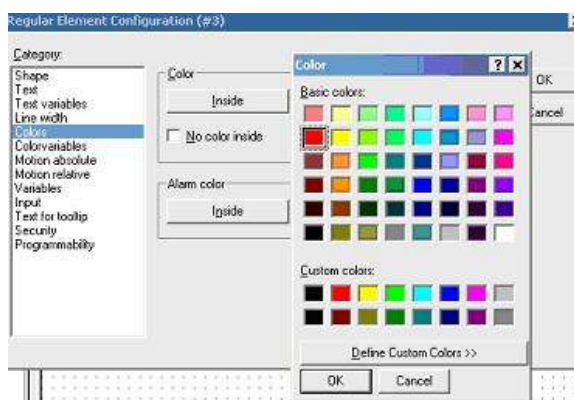 Regular Element Configuration (#3)
Category:
Shape
Text
Text variables
Line width
Colors
Colorvariables
Motion absolute
Motion relative
Variables
Input
Text for tooltip
Security
Programmability
Color
Inside
No color inside
Alarm color
Inside
Color
Basic colors:
Custom colors:
Define Custom Colors >>
OK
Cancel
OK
Cancel